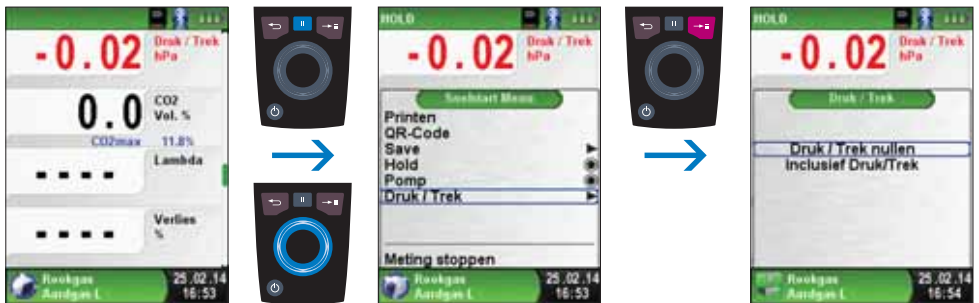 -0.02 Druk / Trek
hPa
0.0 CO2
Vol. %
CO2max 11.8%
---- Lambda
---- Verlies
%
Rookgas 25.02.14
Aardgas L 16:53
HOLD
-0.02 Druk / Trek
hPa
Snelstart Menu
Printen
QR-Code
Save
Hold
Pomp
Druk / Trek
Meting stoppen
Rookgas 25.02.14
Aardgas L 16:53
HOLD
-0.02 Druk / Trek
hPa
Druk / Trek
Druk / Trek nullen
Inclusief Druk/Trek
Rookgas 25.02.14
Aardgas L 16:54